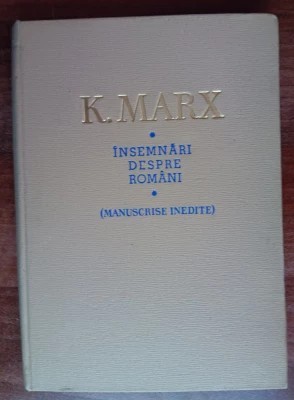 K. MARX
•
ÎNSEMNĂRI
DESPRE
ROMÂNI
•
(MANUSCRISE INEDITE)